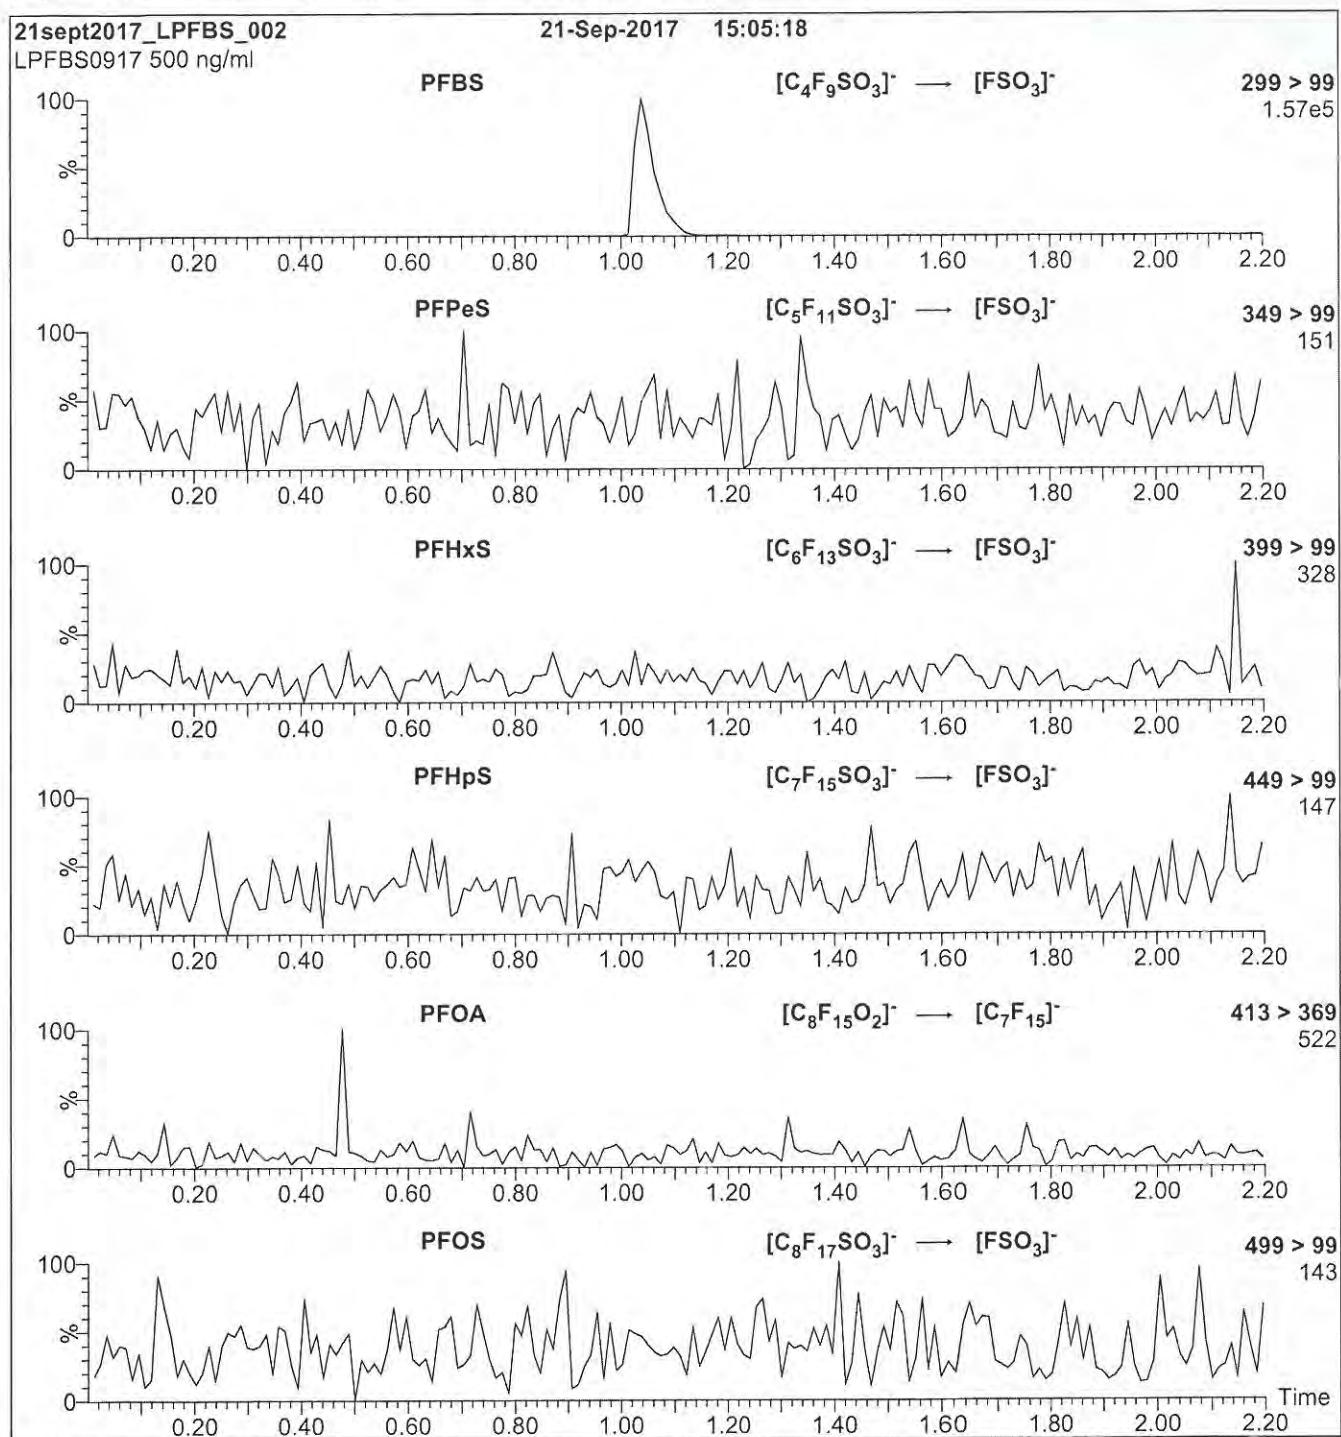 21sept2017_LPFBS_002 21-Sep-2017 15:05:18
LPFBS0917 500 ng/ml
PFBS [C₄F₉SO₃]⁻ → [FSO₃]⁻ 299 > 99
1.57e5
100
%
0
0.20 0.40 0.60 0.80 1.00 1.20 1.40 1.60 1.80 2.00 2.20
PFPeS [C₅F₁₁SO₃]⁻ → [FSO₃]⁻ 349 > 99
151
100
%
0
0.20 0.40 0.60 0.80 1.00 1.20 1.40 1.60 1.80 2.00 2.20
PFHxS [C₆F₁₃SO₃]⁻ → [FSO₃]⁻ 399 > 99
328
100
%
0
0.20 0.40 0.60 0.80 1.00 1.20 1.40 1.60 1.80 2.00 2.20
PFHpS [C₇F₁₅SO₃]⁻ → [FSO₃]⁻ 449 > 99
147
100
%
0
0.20 0.40 0.60 0.80 1.00 1.20 1.40 1.60 1.80 2.00 2.20
PFOA [C₈F₁₅O₂]⁻ → [C₇F₁₅]⁻ 413 > 369
522
100
%
0
0.20 0.40 0.60 0.80 1.00 1.20 1.40 1.60 1.80 2.00 2.20
PFOS [C₈F₁₇SO₃]⁻ → [FSO₃]⁻ 499 > 99
143
100
%
0
Time
0.20 0.40 0.60 0.80 1.00 1.20 1.40 1.60 1.80 2.00 2.20